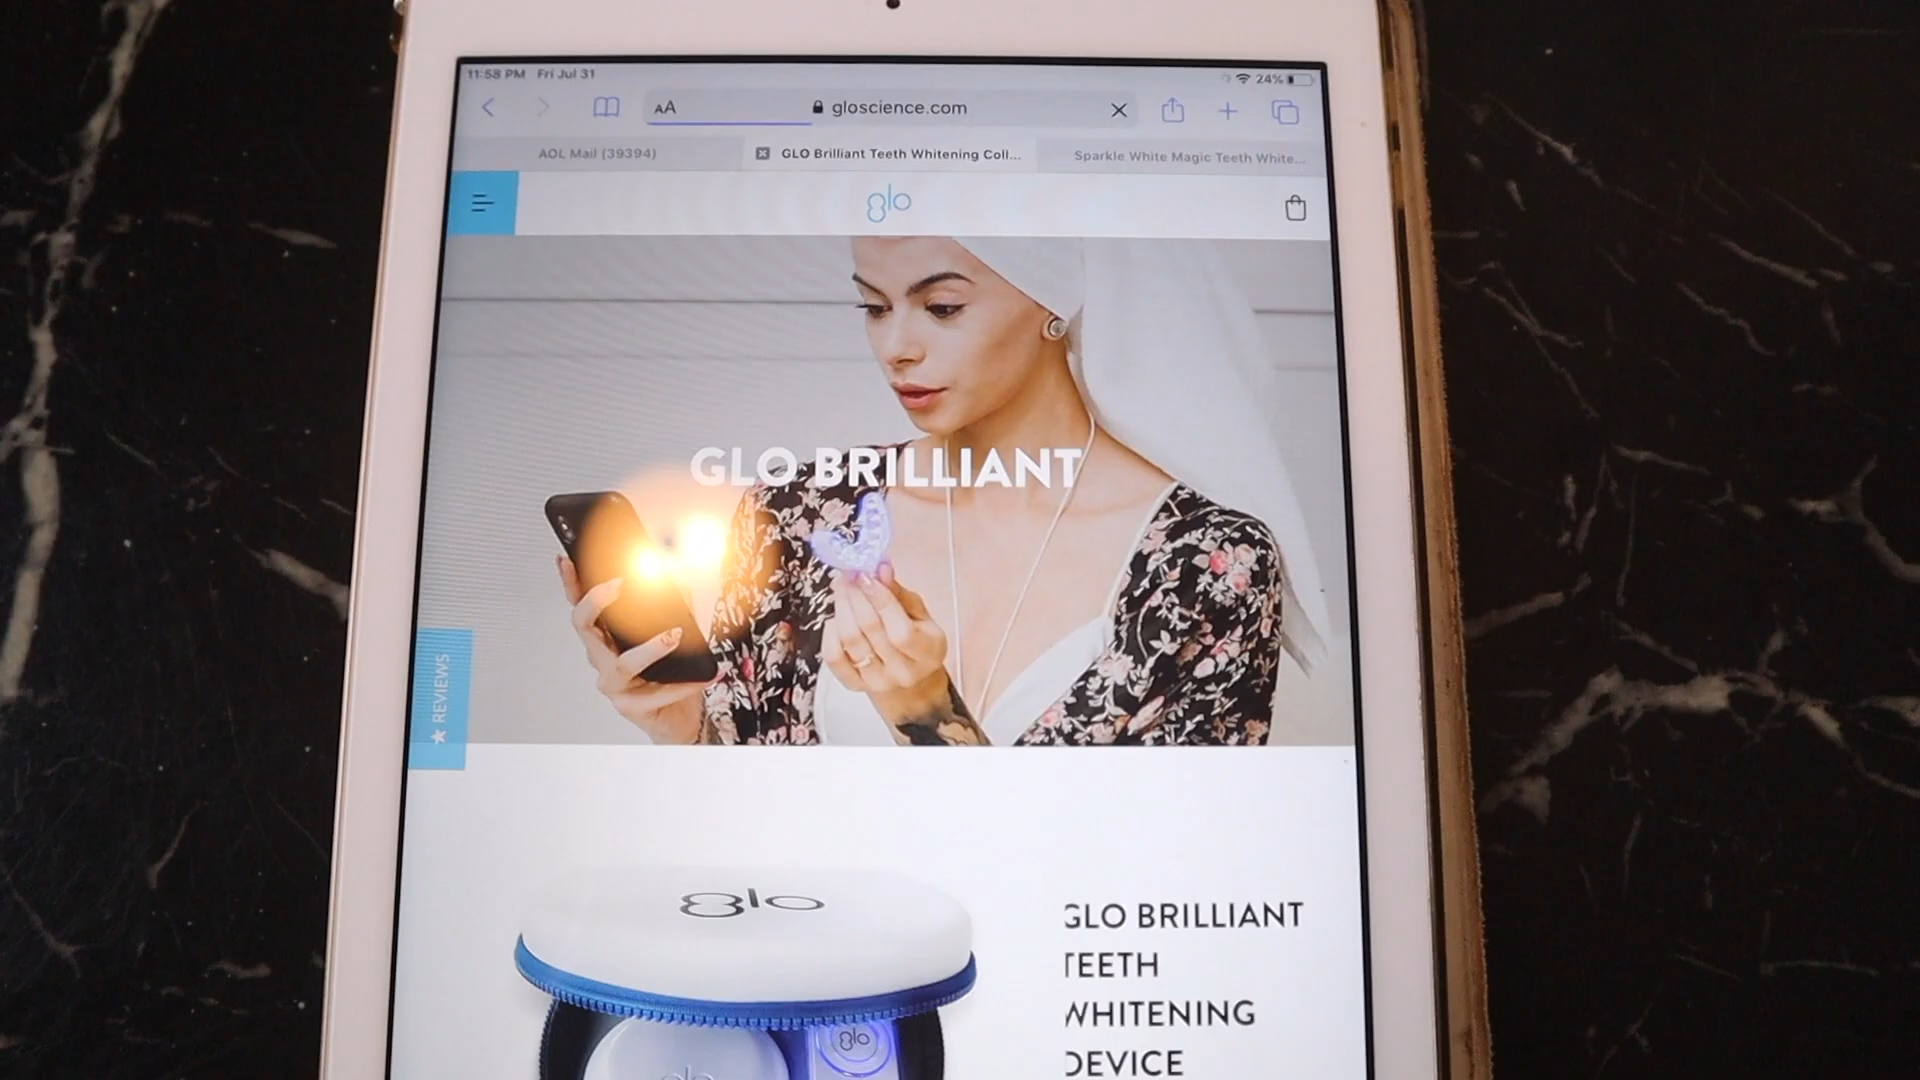 11:58 PM Fri Jul 31
24%
AA gloscience.com
AOL Mail (39394)
GLO Brilliant Teeth Whitening Coll...
Sparkle White Magic Teeth White...
glo
GLO BRILLIANT
★ REVIEWS
glo
GLO BRILLIANT
TEETH
WHITENING
DEVICE
glo
glo